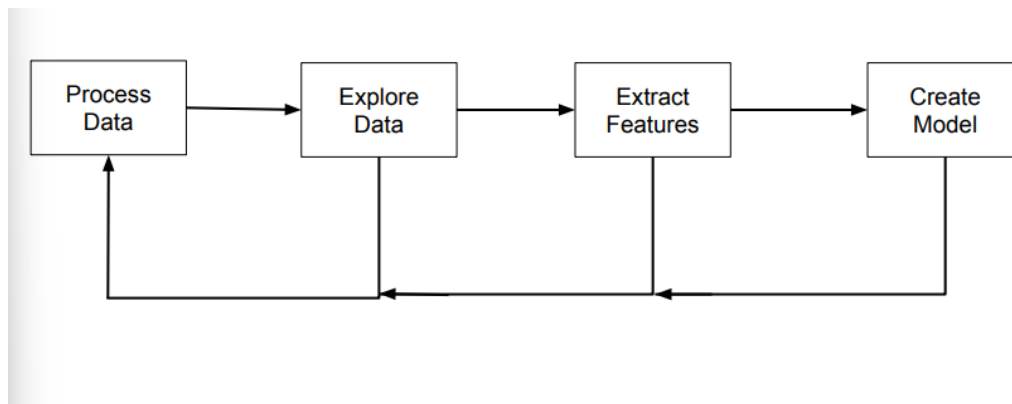 Process
Data
Explore
Data
Extract
Features
Create
Model